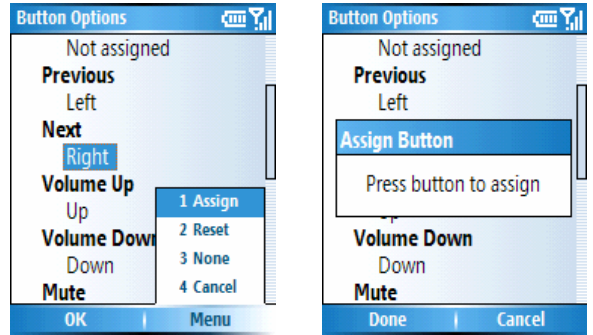 Button Options
Not assigned
Previous
Left
Next
Right
Volume Up
Up
Volume Down
Down
Mute
1 Assign
2 Reset
3 None
4 Cancel
OK
Menu
Button Options
Not assigned
Previous
Left
Assign Button
Press button to assign
Volume Down
Down
Mute
Done
Cancel